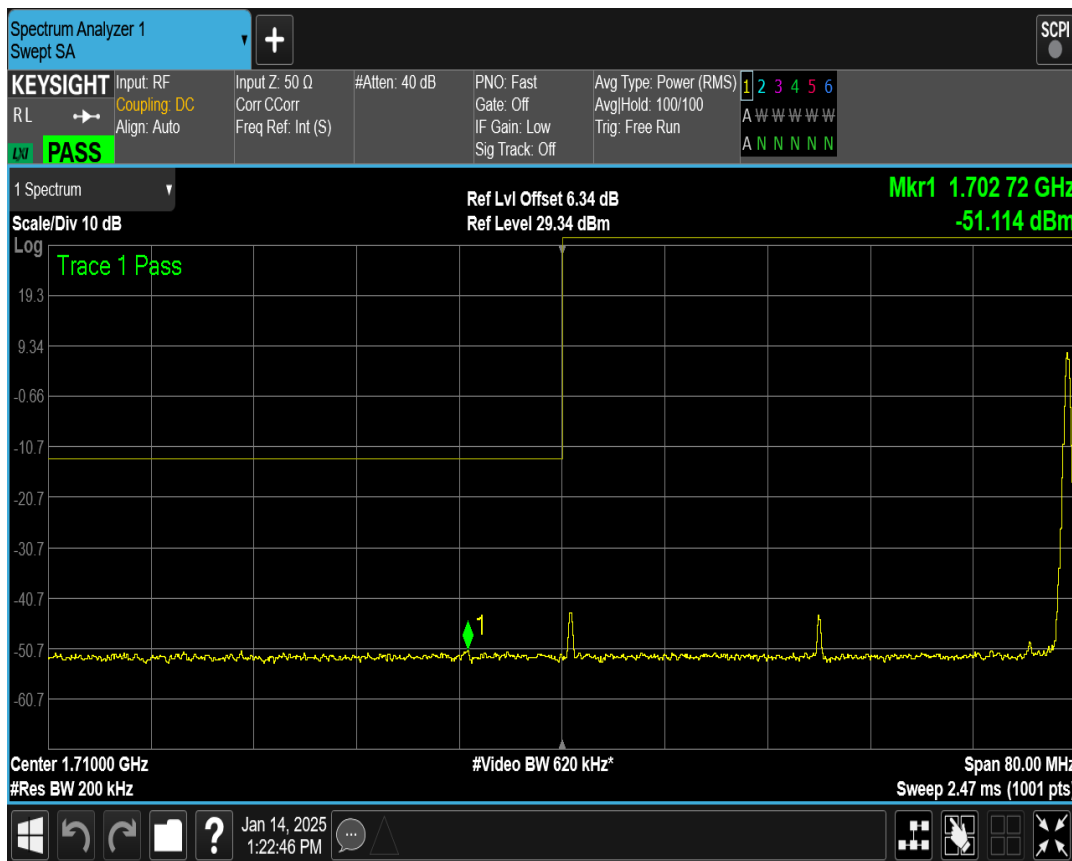 Spectrum Analyzer 1
Swept SA
+
SCPI
KEYSIGHT
RL
LXI PASS
Input: RF
Coupling: DC
Align: Auto
Input Z: 50 Ω
Corr CCorr
Freq Ref: Int (S)
#Atten: 40 dB
PNO: Fast
Gate: Off
IF Gain: Low
Sig Track: Off
Avg Type: Power (RMS)
Avg|Hold: 100/100
Trig: Free Run
1 2 3 4 5 6
A W W W W W
A N N N N N
1 Spectrum
Scale/Div 10 dB
Ref Lvl Offset 6.34 dB
Ref Level 29.34 dBm
Mkr1 1.702 72 GHz
-51.114 dBm
Log
Trace 1 Pass
19.3
9.34
-0.66
-10.7
-20.7
-30.7
-40.7
-50.7
-60.7
1
Center 1.71000 GHz
#Res BW 200 kHz
#Video BW 620 kHz*
Span 80.00 MHz
Sweep 2.47 ms (1001 pts)
?
Jan 14, 2025
1:22:46 PM